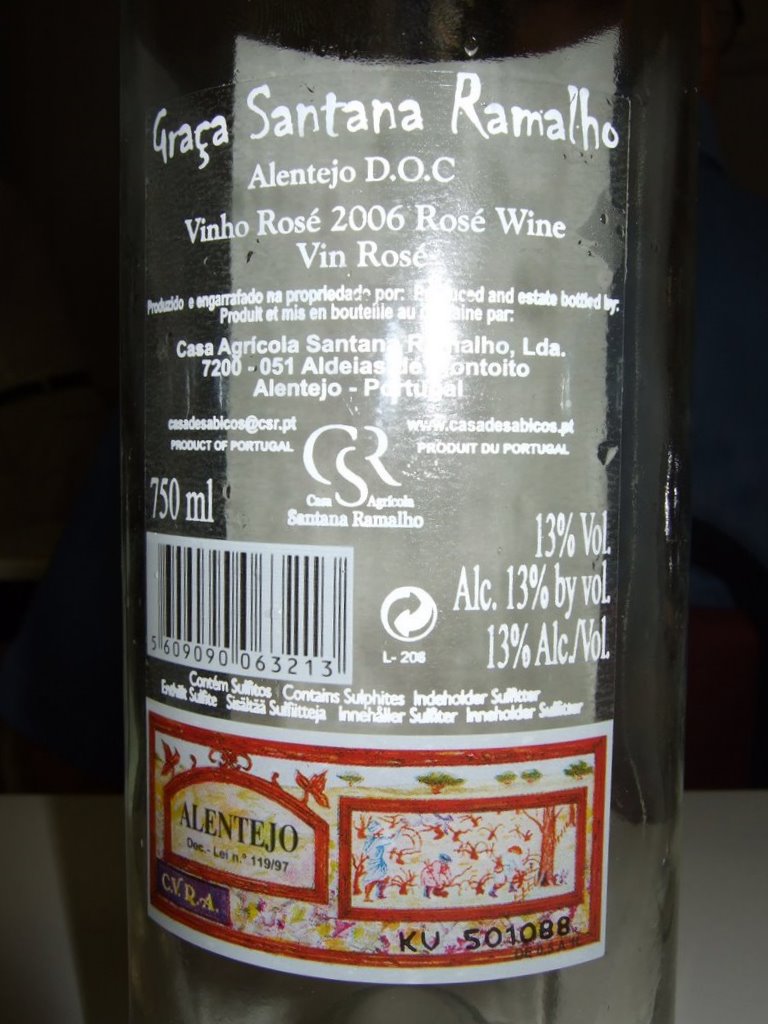 Graça Santana Ramalho
Alentejo D.O.C
Vinho Rosé 2006 Rosé Wine
Vin Rosé
Produzido e engarrafado na propriedade por: Produced and estate bottled by:
Produit et mis en bouteille au domaine par:
Casa Agrícola Santana Ramalho, Lda.
7200 - 051 Aldeias de Montoito
Alentejo - Portugal
casadesabicos@csr.pt www.casadesabicos.pt
PRODUCT OF PORTUGAL PRODUIT DU PORTUGAL
CSR
Casa Agrícola
Santana Ramalho
750 ml
13% Vol.
Alc. 13% by vol.
13% Alc./Vol.
5 609090 063213
L- 206
Contém Sulfitos Contains Sulphites Indeholder Sulfitter
Enthält Sulfite Sisältää Sulfiitteja Innehåller Sulfiter Inneholder Sulfitter
ALENTEJO
Dec.- Lei n.º 119/97
C.V.R.A.
KU 501088